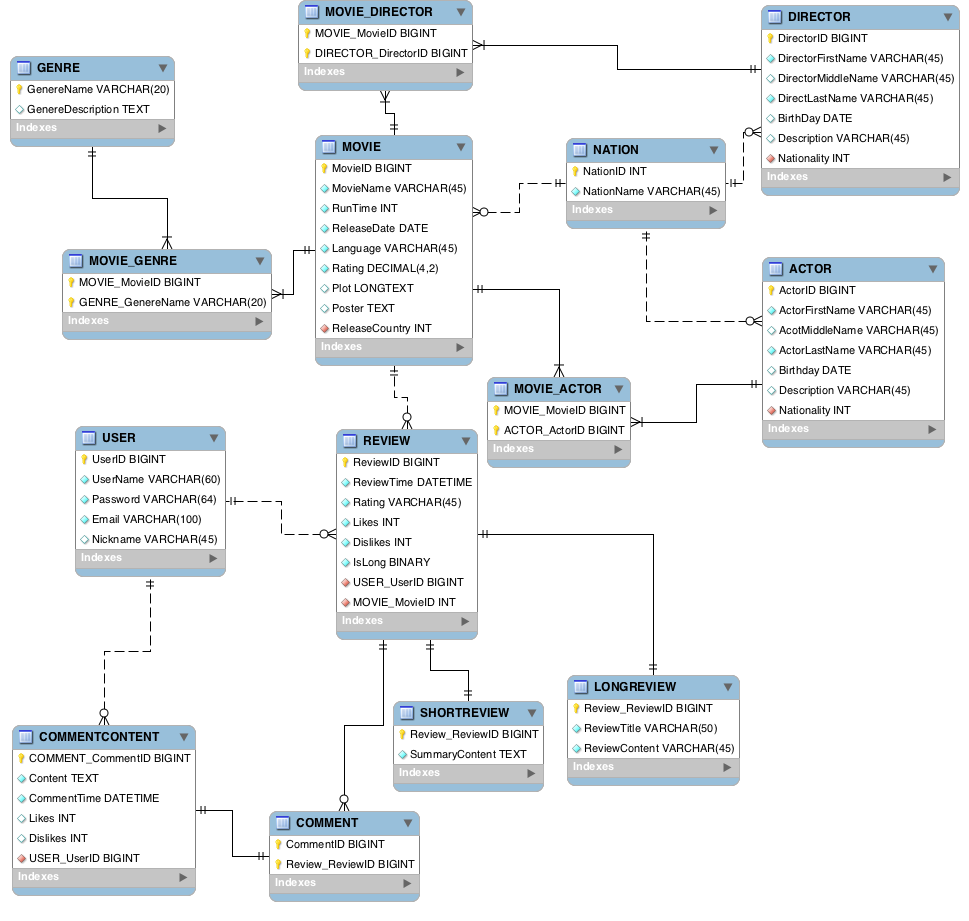 MOVIE_DIRECTOR
MOVIE_MovieID BIGINT
DIRECTOR_DirectorID BIGINT
Indexes
DIRECTOR
DirectorID BIGINT
DirectorFirstName VARCHAR(45)
DirectorMiddleName VARCHAR(45)
DirectLastName VARCHAR(45)
BirthDay DATE
Description VARCHAR(45)
Nationality INT
Indexes
GENRE
GenereName VARCHAR(20)
GenereDescription TEXT
Indexes
MOVIE
MovieID BIGINT
MovieName VARCHAR(45)
RunTime INT
ReleaseDate DATE
Language VARCHAR(45)
Rating DECIMAL(4,2)
Plot LONGTEXT
Poster TEXT
ReleaseCountry INT
Indexes
NATION
NationID INT
NationName VARCHAR(45)
Indexes
MOVIE_GENRE
MOVIE_MovieID BIGINT
GENRE_GenereName VARCHAR(20)
Indexes
ACTOR
ActorID BIGINT
ActorFirstName VARCHAR(45)
AcotMiddleName VARCHAR(45)
ActorLastName VARCHAR(45)
Birthday DATE
Description VARCHAR(45)
Nationality INT
Indexes
MOVIE_ACTOR
MOVIE_MovieID BIGINT
ACTOR_ActorID BIGINT
Indexes
USER
UserID BIGINT
UserName VARCHAR(60)
Password VARCHAR(64)
Email VARCHAR(100)
Nickname VARCHAR(45)
Indexes
REVIEW
ReviewID BIGINT
ReviewTime DATETIME
Rating VARCHAR(45)
Likes INT
Dislikes INT
IsLong BINARY
USER_UserID BIGINT
MOVIE_MovieID INT
Indexes
LONGREVIEW
Review_ReviewID BIGINT
ReviewTitle VARCHAR(50)
ReviewContent VARCHAR(45)
Indexes
SHORTREVIEW
Review_ReviewID BIGINT
SummaryContent TEXT
Indexes
COMMENTCONTENT
COMMENT_CommentID BIGINT
Content TEXT
CommentTime DATETIME
Likes INT
Dislikes INT
USER_UserID BIGINT
Indexes
COMMENT
CommentID BIGINT
Review_ReviewID BIGINT
Indexes